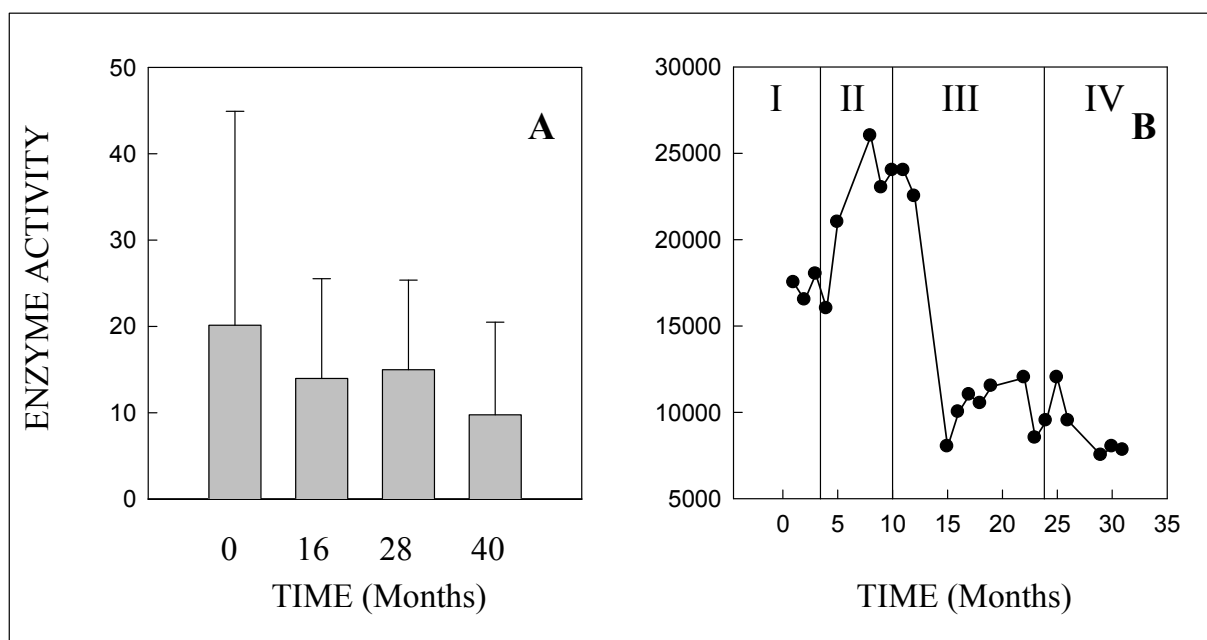 50
40
30
20
10
0
ENZYME ACTIVITY
A
0 16 28 40
TIME (Months)
30000
25000
20000
15000
10000
5000
I II III IV
B
0 5 10 15 20 25 30 35
TIME (Months)